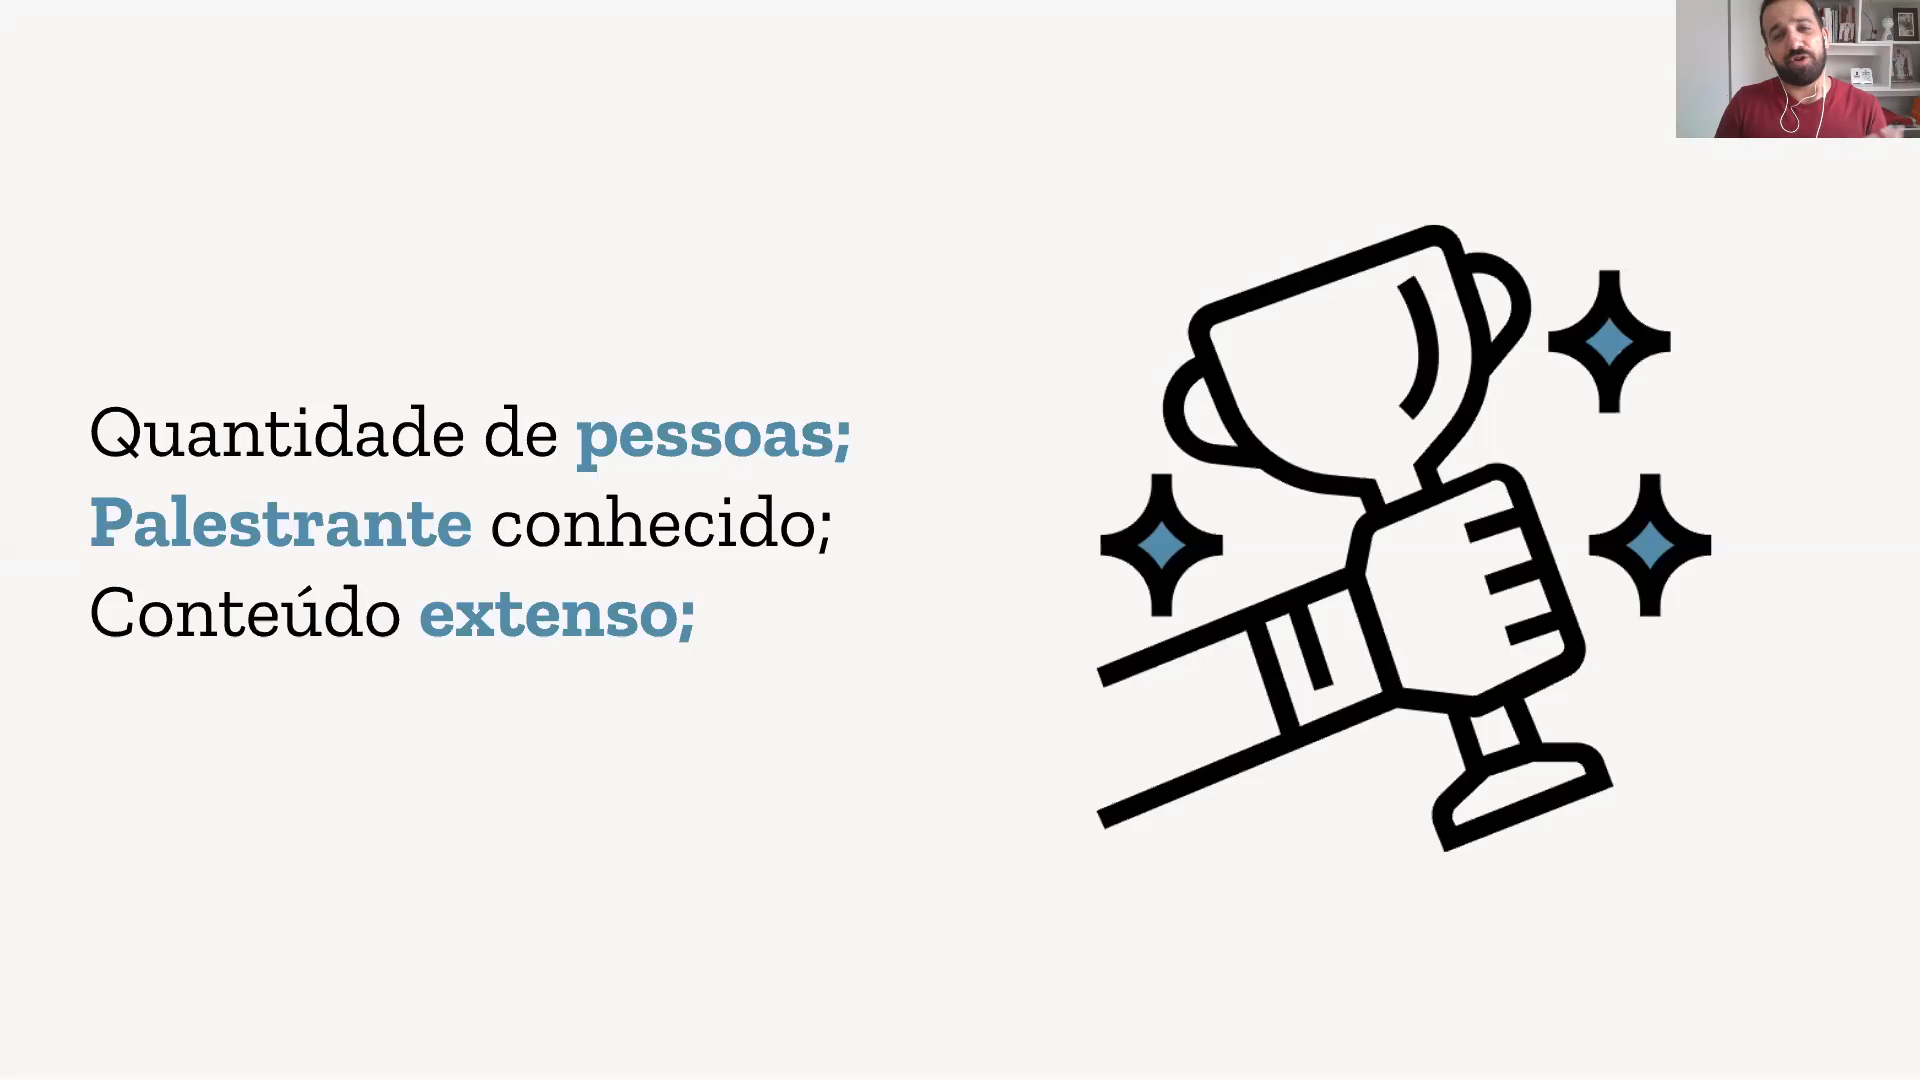 Quantidade de pessoas;
Palestrante conhecido;
Conteúdo extenso;